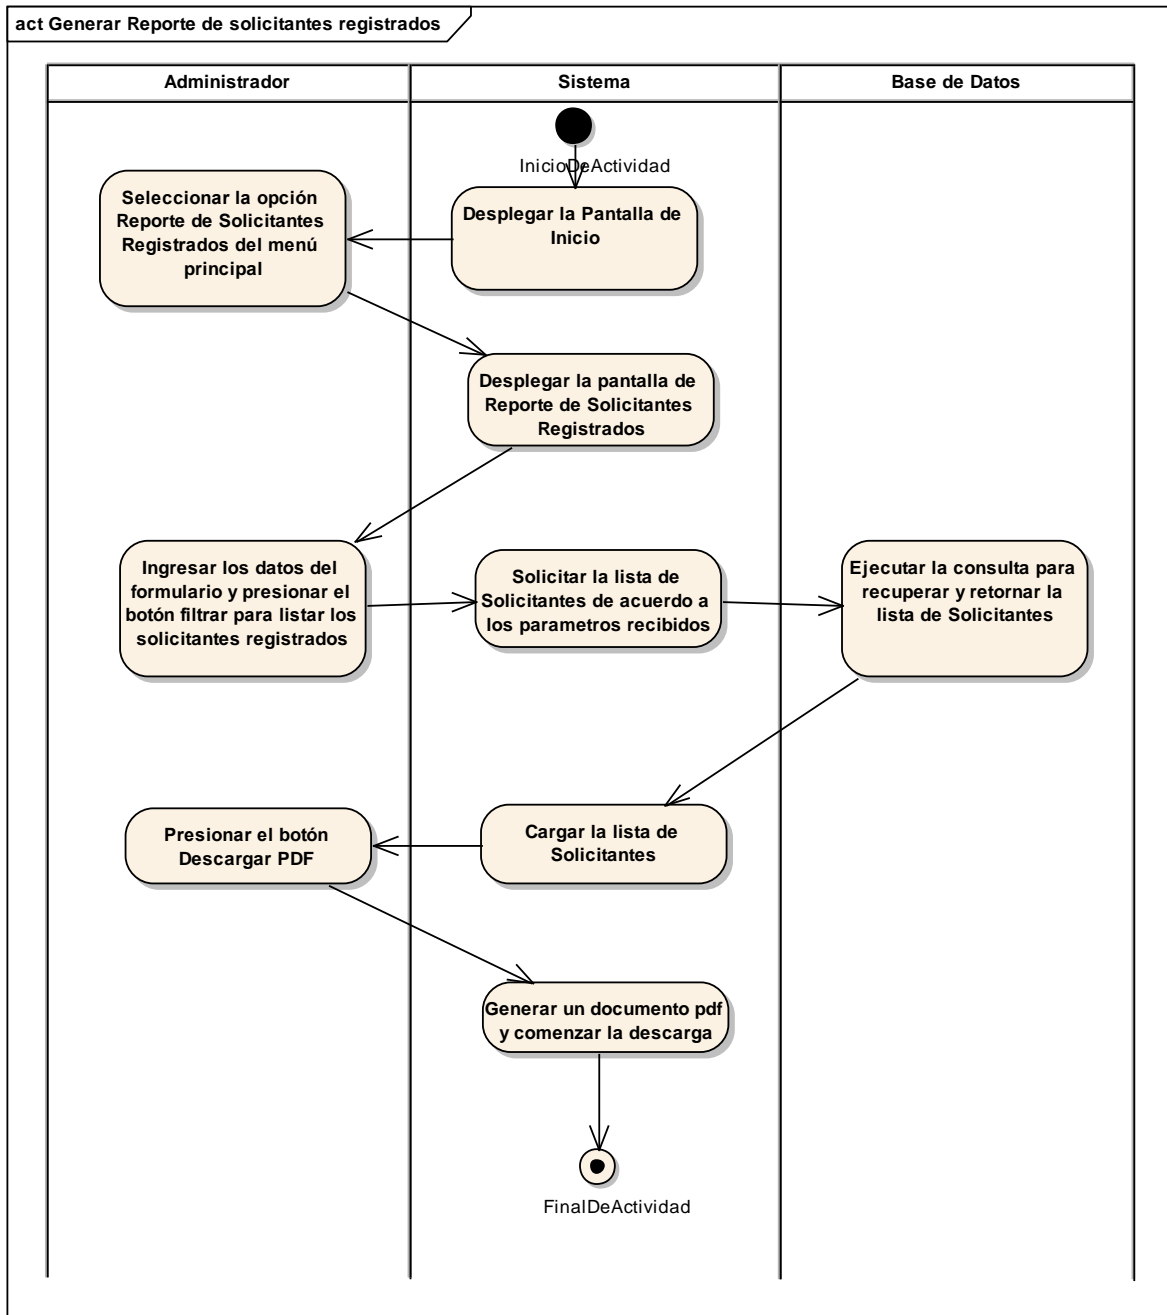 act Generar Reporte de solicitantes registrados
Administrador
Sistema
Base de Datos
InicioDeActividad
Desplegar la Pantalla de
Inicio
Seleccionar la opción
Reporte de Solicitantes
Registrados del menú
principal
Desplegar la pantalla de
Reporte de Solicitantes
Registrados
Ingresar los datos del
formulario y presionar el
botón filtrar para listar los
solicitantes registrados
Solicitar la lista de
Solicitantes de acuerdo a
los parametros recibidos
Ejecutar la consulta para
recuperar y retornar la
lista de Solicitantes
Cargar la lista de
Solicitantes
Presionar el botón
Descargar PDF
Generar un documento pdf
y comenzar la descarga
FinalDeActividad